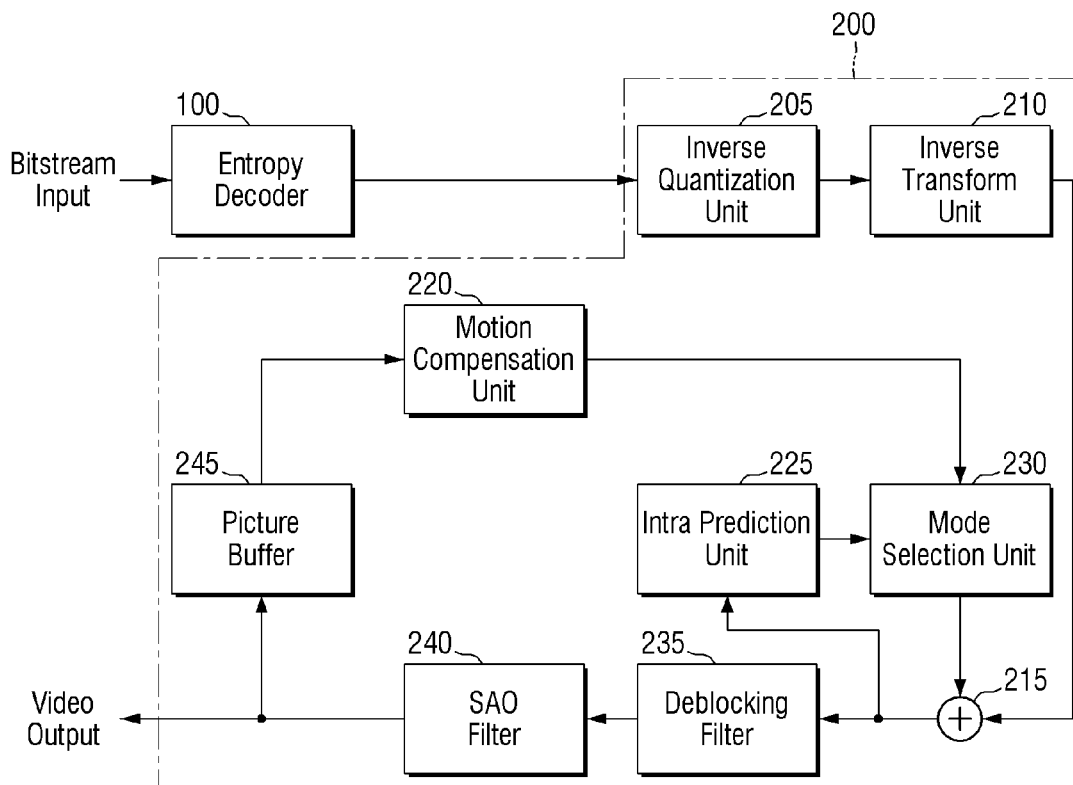 200
100
205
210
Bitstream
Input
Entropy
Decoder
Inverse
Quantization
Unit
Inverse
Transform
Unit
220
Motion
Compensation
Unit
245
225
230
Picture
Buffer
Intra Prediction
Unit
Mode
Selection Unit
240
235
215
Video
Output
SAO
Filter
Deblocking
Filter
+